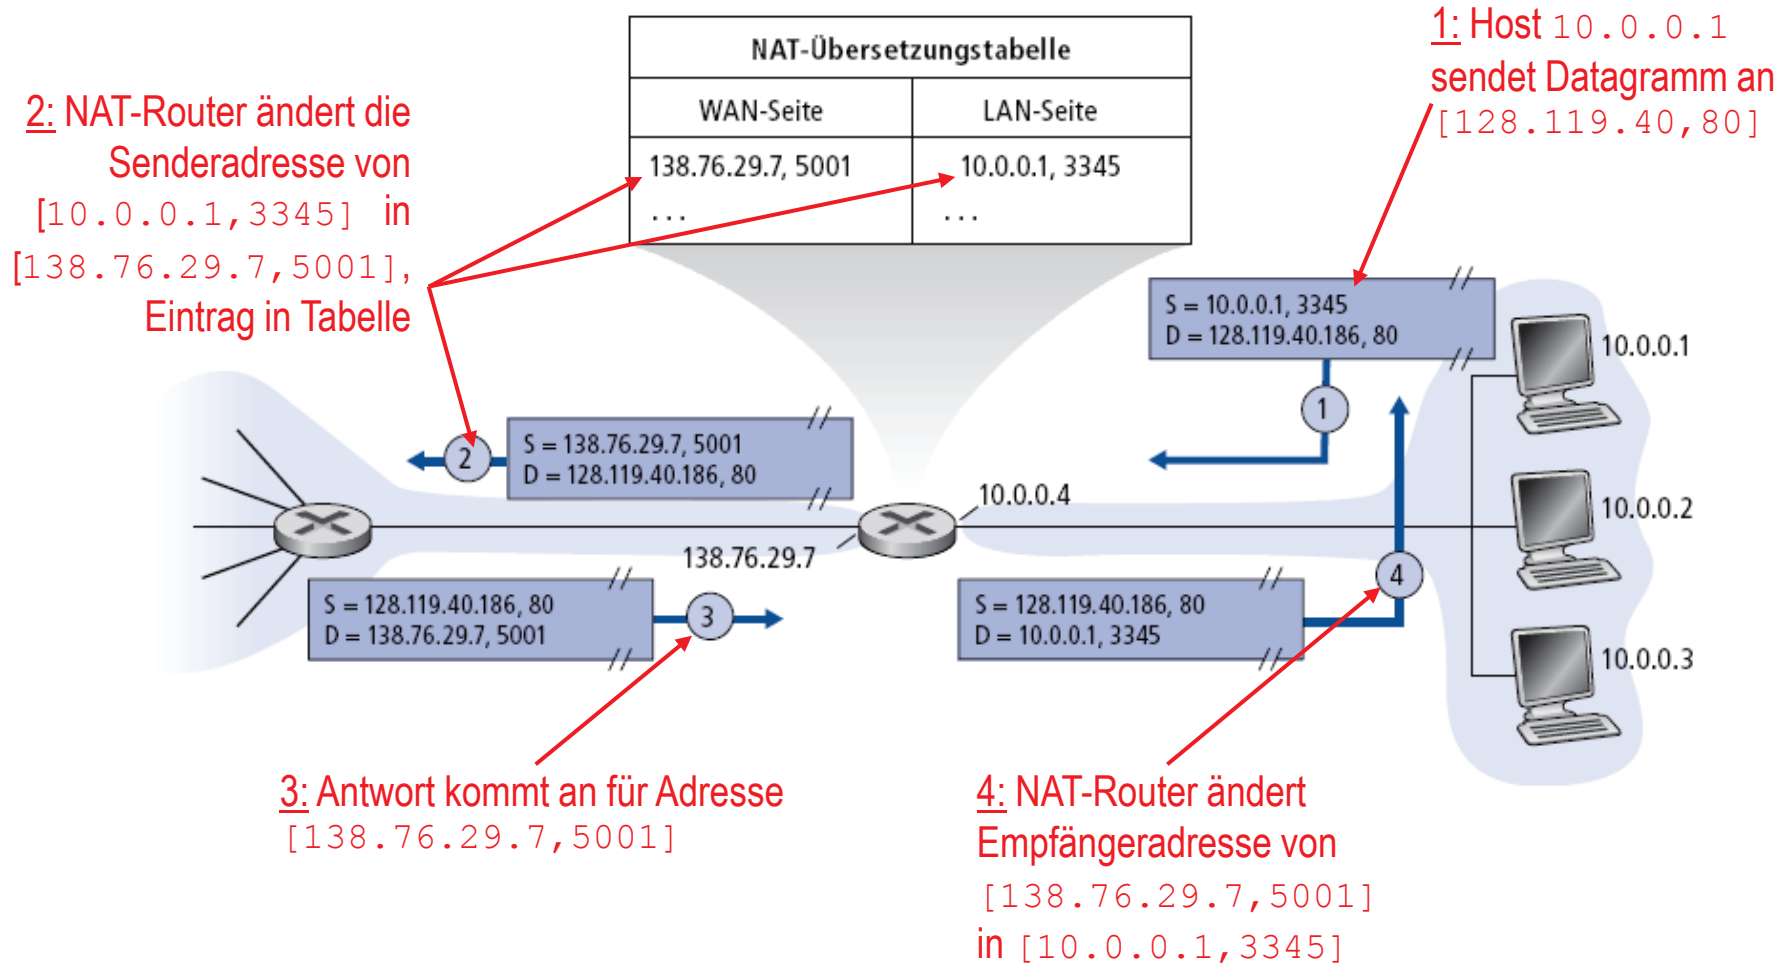 NAT-Übersetzungstabelle
WAN-Seite
LAN-Seite
138.76.29.7, 5001
10.0.0.1, 3345
. . .
. . .
1: Host 10.0.0.1
sendet Datagramm an
[128.119.40,80]
2: NAT-Router ändert die
Senderadresse von
[10.0.0.1,3345] in
[138.76.29.7,5001],
Eintrag in Tabelle
S = 10.0.0.1, 3345
D = 128.119.40.186, 80
1
10.0.0.1
2
S = 138.76.29.7, 5001
D = 128.119.40.186, 80
10.0.0.4
10.0.0.2
138.76.29.7
S = 128.119.40.186, 80
D = 138.76.29.7, 5001
3
S = 128.119.40.186, 80
D = 10.0.0.1, 3345
4
10.0.0.3
3: Antwort kommt an für Adresse
[138.76.29.7,5001]
4: NAT-Router ändert
Empfängeradresse von
[138.76.29.7,5001]
in [10.0.0.1,3345]